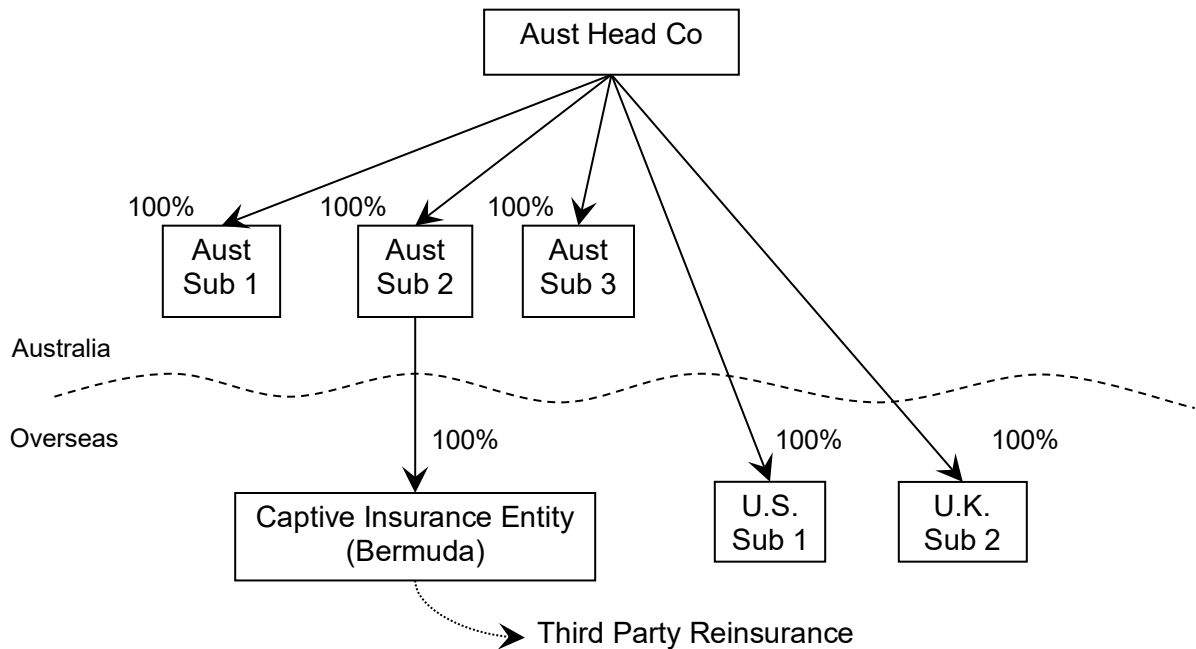 Aust Head Co
100%
100%
100%
Aust
Sub 1
Aust
Sub 2
Aust
Sub 3
Australia
Overseas
100%
100%
100%
Captive Insurance Entity
(Bermuda)
U.S.
Sub 1
U.K.
Sub 2
Third Party Reinsurance